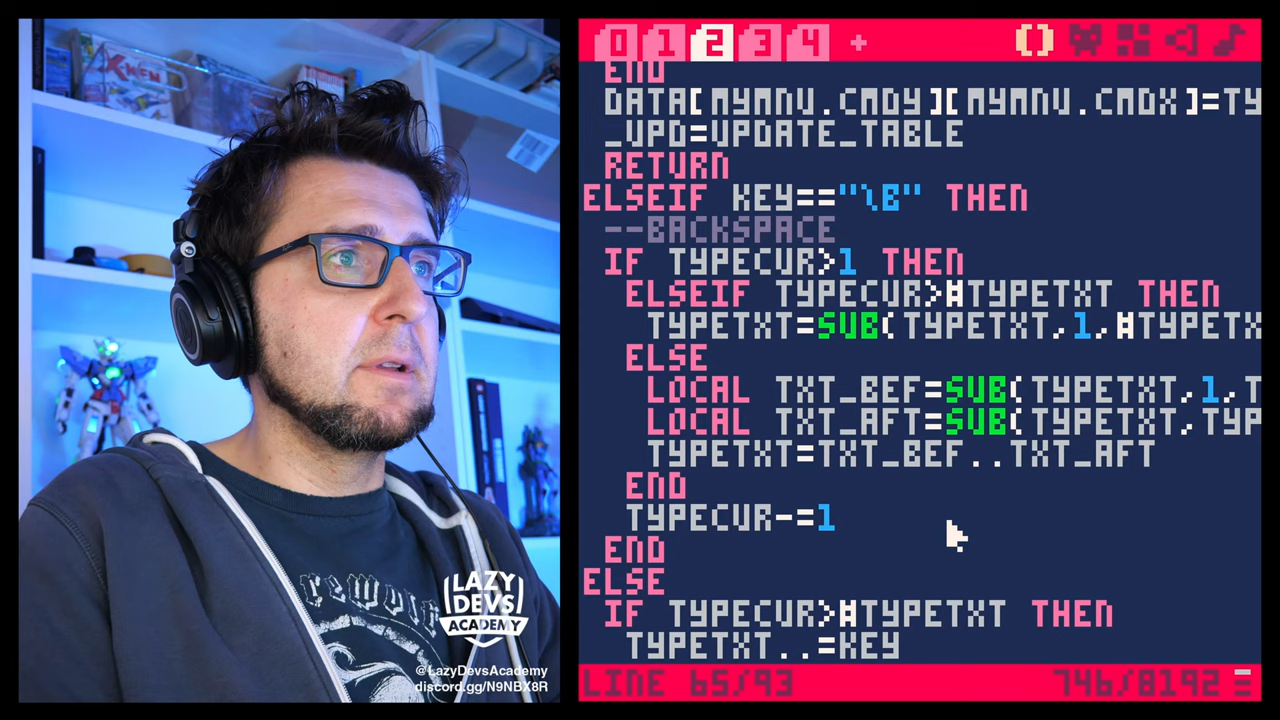 X-MEN
remwolf
LAZY
DEVS
ACADEMY
@LazyDevsAcademy
discord.gg/N9NBX8R
0 1 2 3 4 +
END
DATA[MYMNU.CMDY][MYMNU.CMDX]=TY
_UPD=UPDATE_TABLE
RETURN
ELSEIF KEY=="\B" THEN
--BACKSPACE
IF TYPECUR>1 THEN
ELSEIF TYPECUR>#TYPETXT THEN
TYPETXT=SUB(TYPETXT,1,#TYPETX
ELSE
LOCAL TXT_BEF=SUB(TYPETXT,1,T
LOCAL TXT_AFT=SUB(TYPETXT,TYP
TYPETXT=TXT_BEF..TXT_AFT
END
TYPECUR-=1
END
ELSE
IF TYPECUR>#TYPETXT THEN
TYPETXT..=KEY
LINE 65/93
746/8192